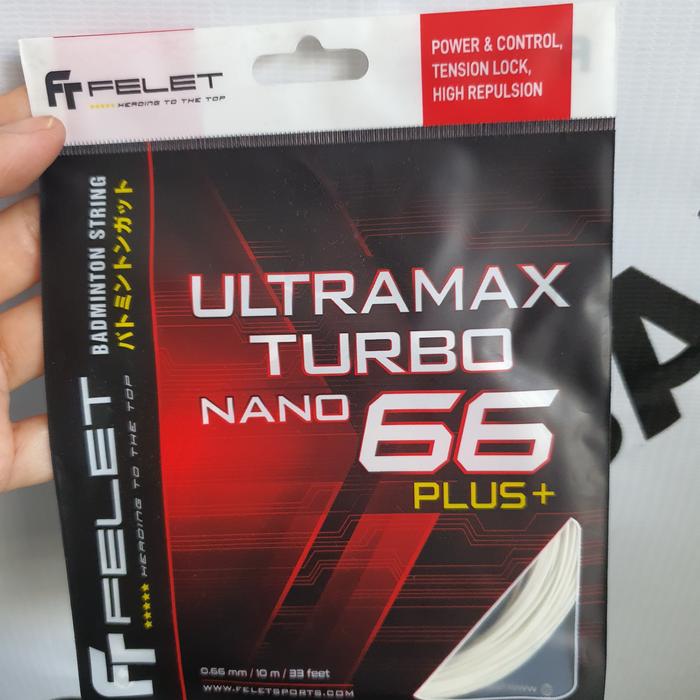 FT FELET
★★★★★ HEADING TO THE TOP
POWER & CONTROL,
TENSION LOCK,
HIGH REPULSION
BADMINTON STRING
バドミントンガット
FT FELET
★★★★★ HEADING TO THE TOP
ULTRAMAX
TURBO
NANO 66
PLUS+
0.66 mm / 10 m / 33 feet
WWW.FELETSPORTS.COM